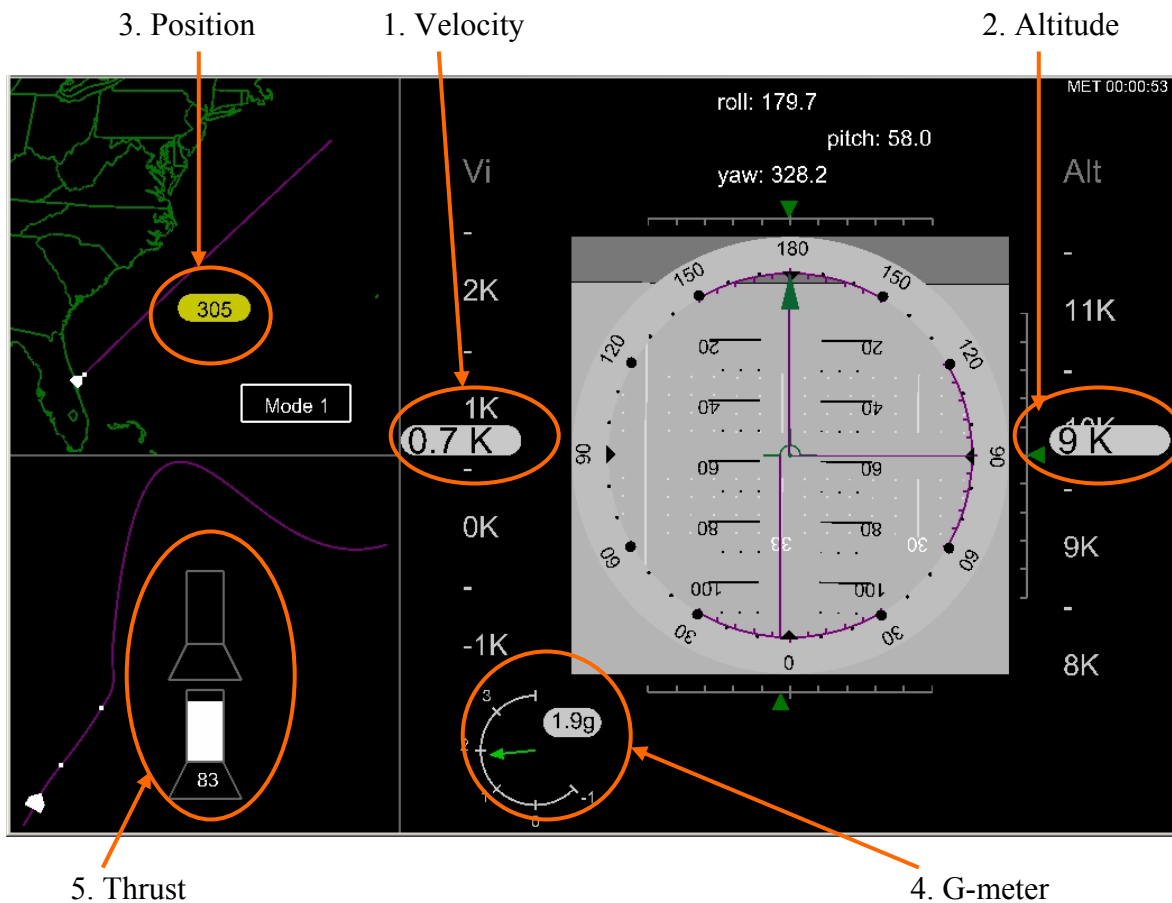 3. Position
1. Velocity
2. Altitude
MET 00:00:53
roll: 179.7
pitch: 58.0
yaw: 328.2
Vi
Alt
2K
1K
0.7 K
0K
-1K
305
Mode 1
11K
9 K
9K
8K
180
150
150
120
120
90
90
60
60
30
30
0
20
20
40
40
60
60
80
80
33
30
100
100
83
3
2
1
0
-1
1.9g
5. Thrust
4. G-meter